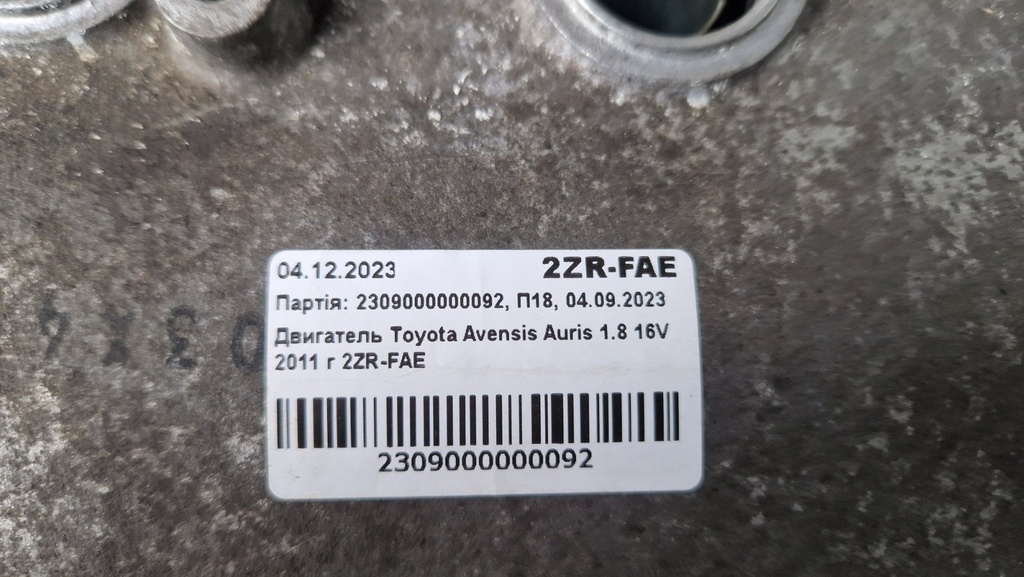 04.12.2023 2ZR-FAE
Партія: 2309000000092, П18, 04.09.2023
Двигатель Toyota Avensis Auris 1.8 16V
2011 г 2ZR-FAE
2309000000092